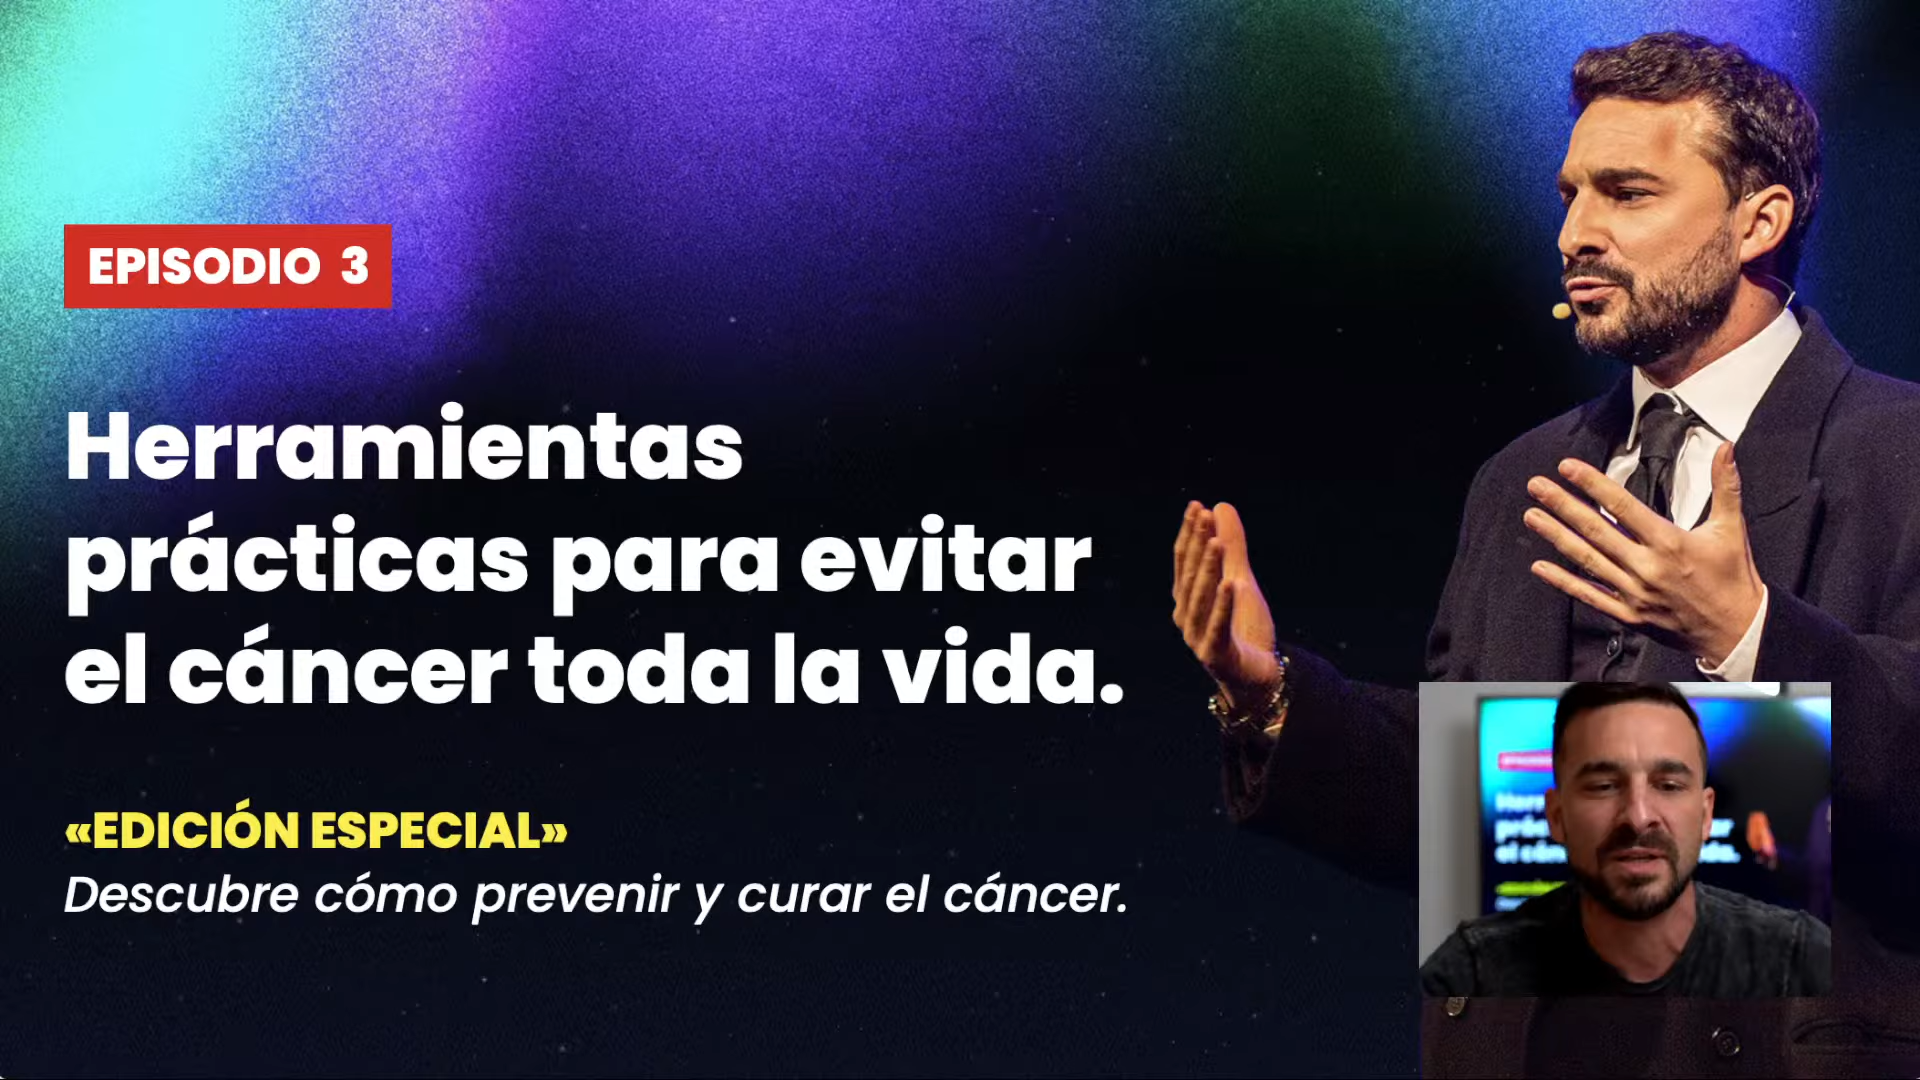 EPISODIO 3
Herramientas
prácticas para evitar
el cáncer toda la vida.
«EDICIÓN ESPECIAL»
Descubre cómo prevenir y curar el cáncer.